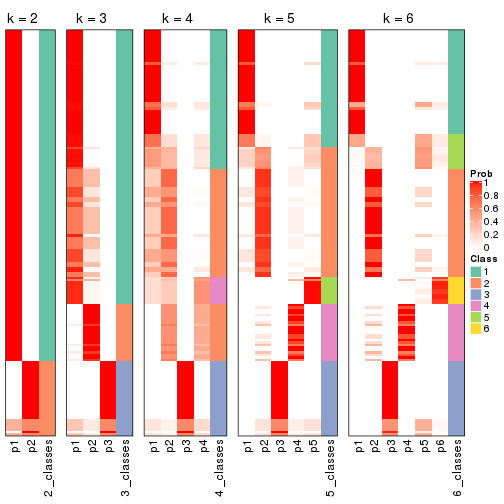 k = 2
k = 3
k = 4
k = 5
k = 6
Prob
1
0.8
0.6
0.4
0.2
0
Class
1
2
3
4
5
6
p1
p2
2_classes
p1
p2
p3
3_classes
p1
p2
p3
p4
4_classes
p1
p2
p3
p4
p5
5_classes
p1
p2
p3
p4
p5
p6
6_classes